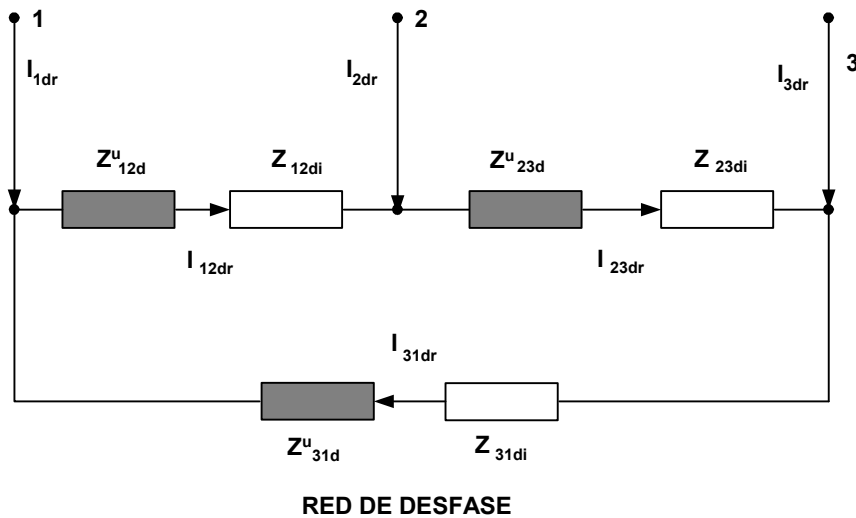 1
2
3
I1dr
I2dr
I3dr
Zu12d
Z 12di
Zu23d
Z 23di
I 12dr
I 23dr
I 31dr
Zu31d
Z 31di
RED DE DESFASE